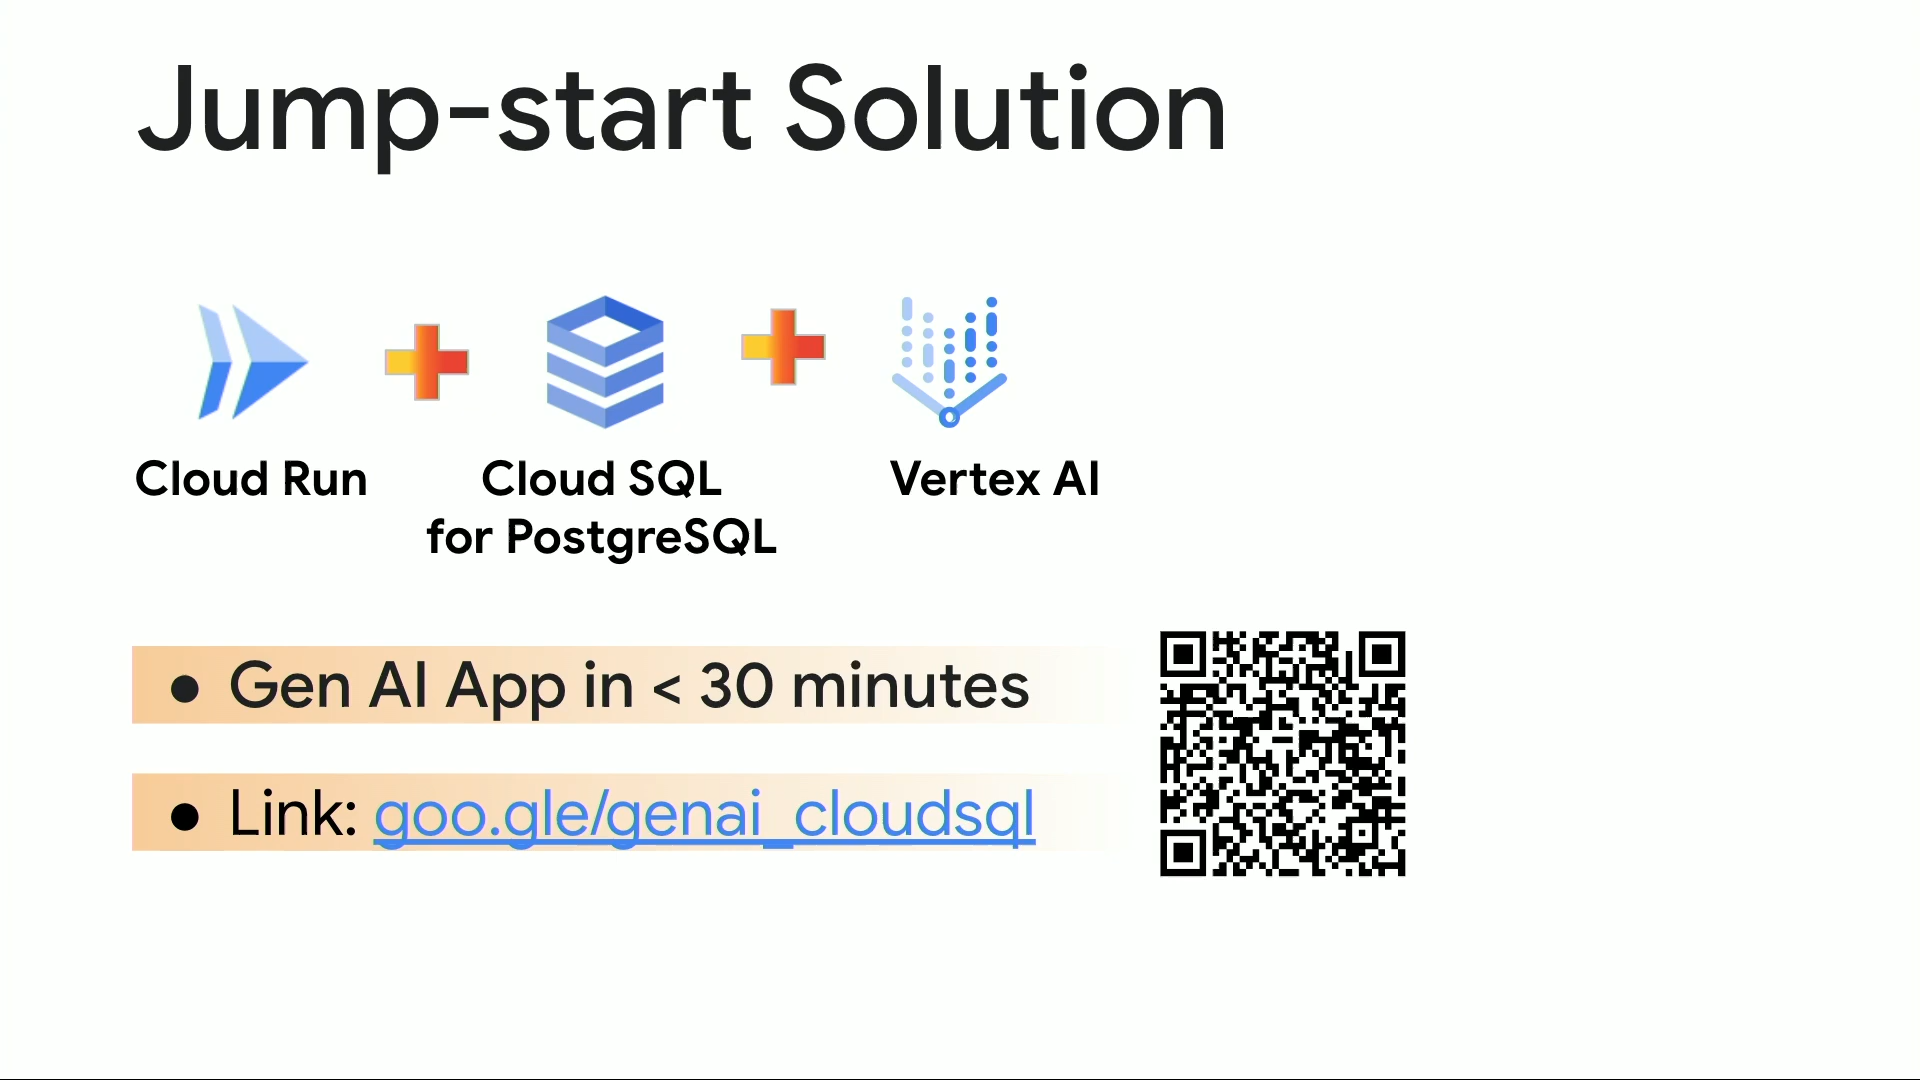 Jump-start Solution
Cloud Run
Cloud SQL
for PostgreSQL
Vertex AI
● Gen AI App in < 30 minutes
● Link: goo.gle/genai_cloudsql